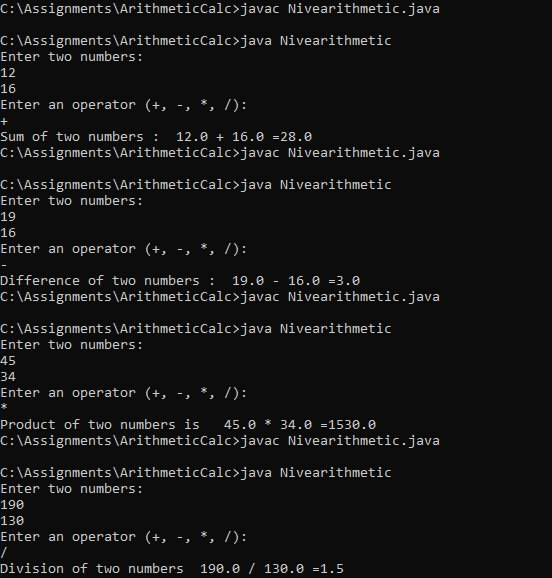 C:\Assignments\ArithmeticCalc>javac Nivearithmetic.java
C:\Assignments\ArithmeticCalc>java Nivearithmetic
Enter two numbers:
12
16
Enter an operator (+, -, *, /):
+
Sum of two numbers :  12.0 + 16.0 =28.0
C:\Assignments\ArithmeticCalc>javac Nivearithmetic.java
C:\Assignments\ArithmeticCalc>java Nivearithmetic
Enter two numbers:
19
16
Enter an operator (+, -, *, /):
-
Difference of two numbers :  19.0 - 16.0 =3.0
C:\Assignments\ArithmeticCalc>javac Nivearithmetic.java
C:\Assignments\ArithmeticCalc>java Nivearithmetic
Enter two numbers:
45
34
Enter an operator (+, -, *, /):
*
Product of two numbers is   45.0 * 34.0 =1530.0
C:\Assignments\ArithmeticCalc>javac Nivearithmetic.java
C:\Assignments\ArithmeticCalc>java Nivearithmetic
Enter two numbers:
190
130
Enter an operator (+, -, *, /):
/
Division of two numbers  190.0 / 130.0 =1.5